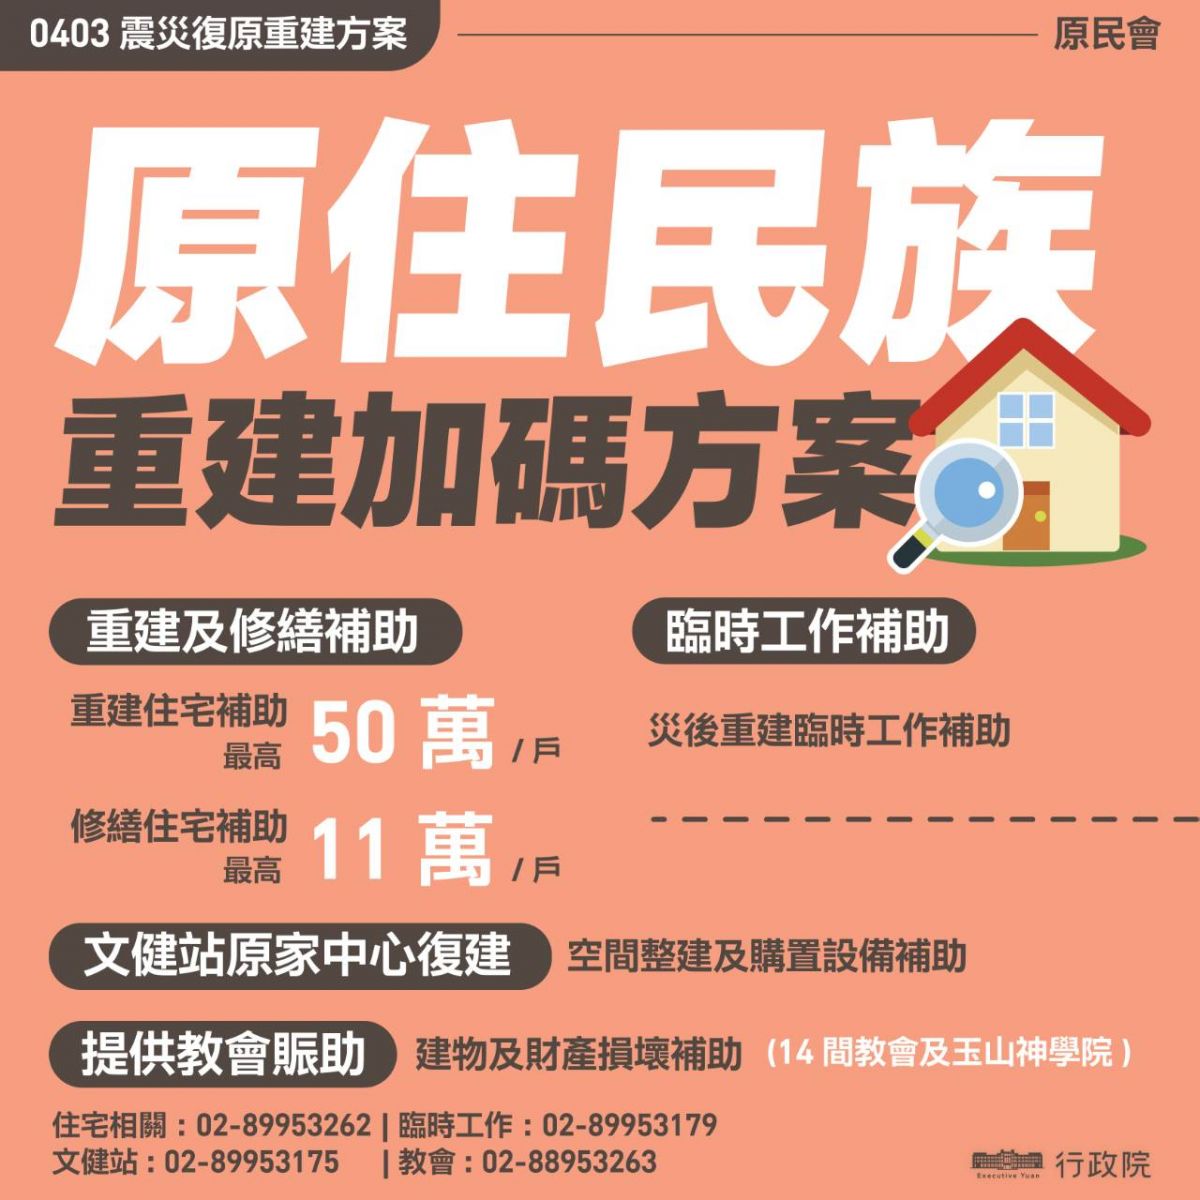 0403 震災復原重建方案
原民會
原住民族
重建加碼方案
重建及修繕補助
重建住宅補助
最高
50 萬 / 戶
修繕住宅補助
最高
11 萬 / 戶
臨時工作補助
災後重建臨時工作補助
文健站原家中心復建 空間整建及購置設備補助
提供教會賑助 建物及財產損壞補助 (14 間教會及玉山神學院)
住宅相關：02-89953262 | 臨時工作：02-89953179
文健站：02-89953175 | 教會：02-88953263
Executive Yuan
行政院